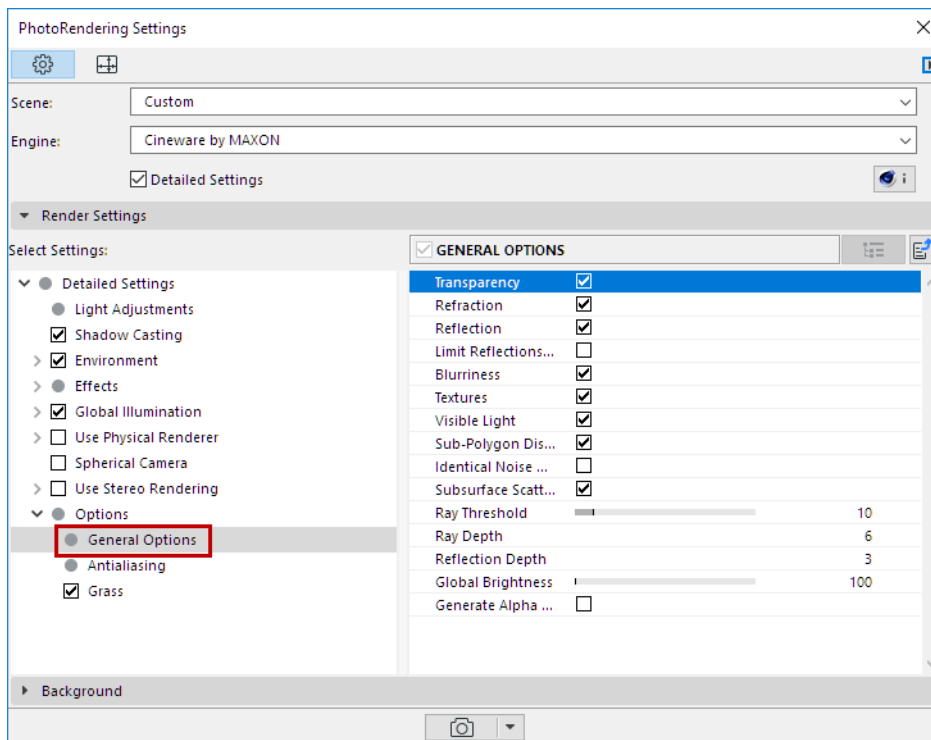 PhotoRendering Settings
Scene: Custom
Engine: Cineware by MAXON
Detailed Settings
i
Render Settings
Select Settings:
Detailed Settings
Light Adjustments
Shadow Casting
Environment
Effects
Global Illumination
Use Physical Renderer
Spherical Camera
Use Stereo Rendering
Options
General Options
Antialiasing
Grass
GENERAL OPTIONS
Transparency
Refraction
Reflection
Limit Reflections...
Blurriness
Textures
Visible Light
Sub-Polygon Dis...
Identical Noise ...
Subsurface Scatt...
Ray Threshold 10
Ray Depth 6
Reflection Depth 3
Global Brightness 100
Generate Alpha ...
Background